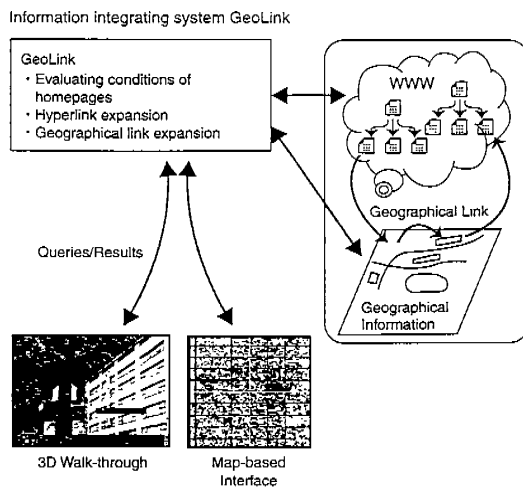 Information integrating system GeoLink
GeoLink
· Evaluating conditions of
homepages
· Hyperlink expansion
· Geographical link expansion
WWW
Geographical Link
Queries/Results
Geographical
Information
3D Walk-through
Map-based
Interface